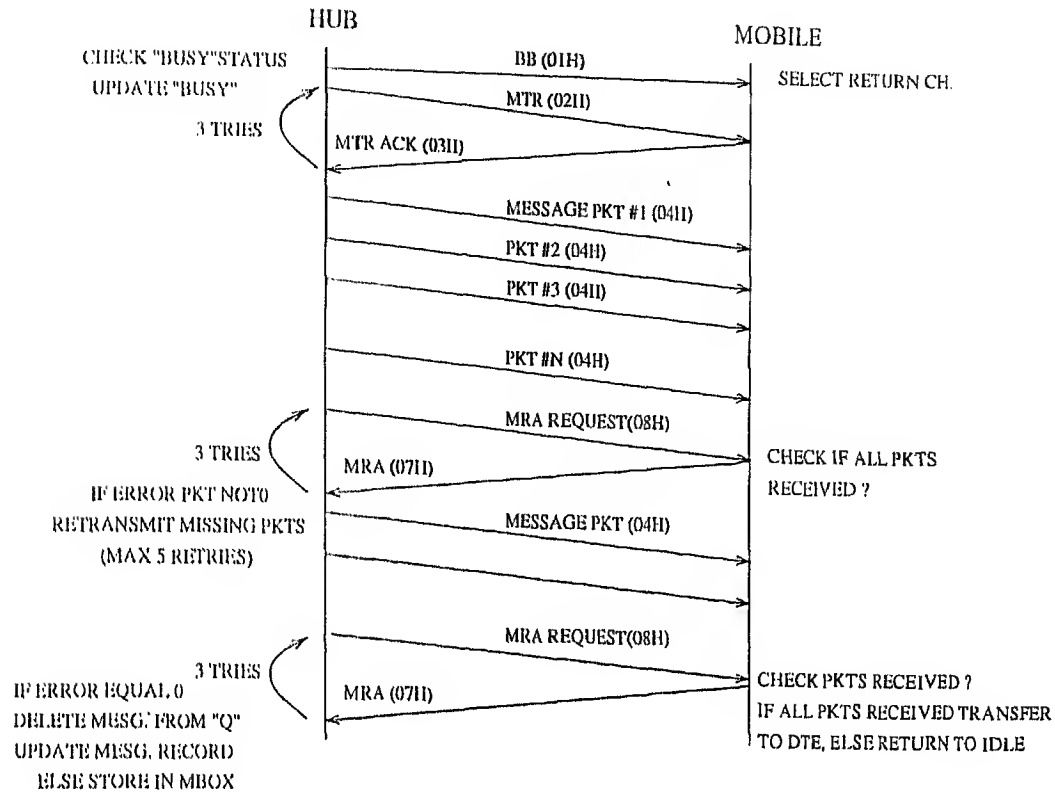 HUB
MOBILE
CHECK "BUSY"STATUS
UPDATE "BUSY"
BB (01H)
SELECT RETURN CH.
MTR (02H)
3 TRIES
MTR ACK (03H)
MESSAGE PKT #1 (04H)
PKT #2 (04H)
PKT #3 (04H)
PKT #N (04H)
MRA REQUEST(08H)
3 TRIES
MRA (07H)
CHECK IF ALL PKTS
RECEIVED ?
IF ERROR PKT NOT0
RETRANSMIT MISSING PKTS
(MAX 5 RETRIES)
MESSAGE PKT (04H)
MRA REQUEST(08H)
3 TRIES
MRA (07H)
IF ERROR EQUAL 0
DELETE MESG. FROM "Q"
UPDATE MESG. RECORD
ELSE STORE IN MBOX
CHECK PKTS RECEIVED ?
IF ALL PKTS RECEIVED TRANSFER
TO DTE, ELSE RETURN TO IDLE